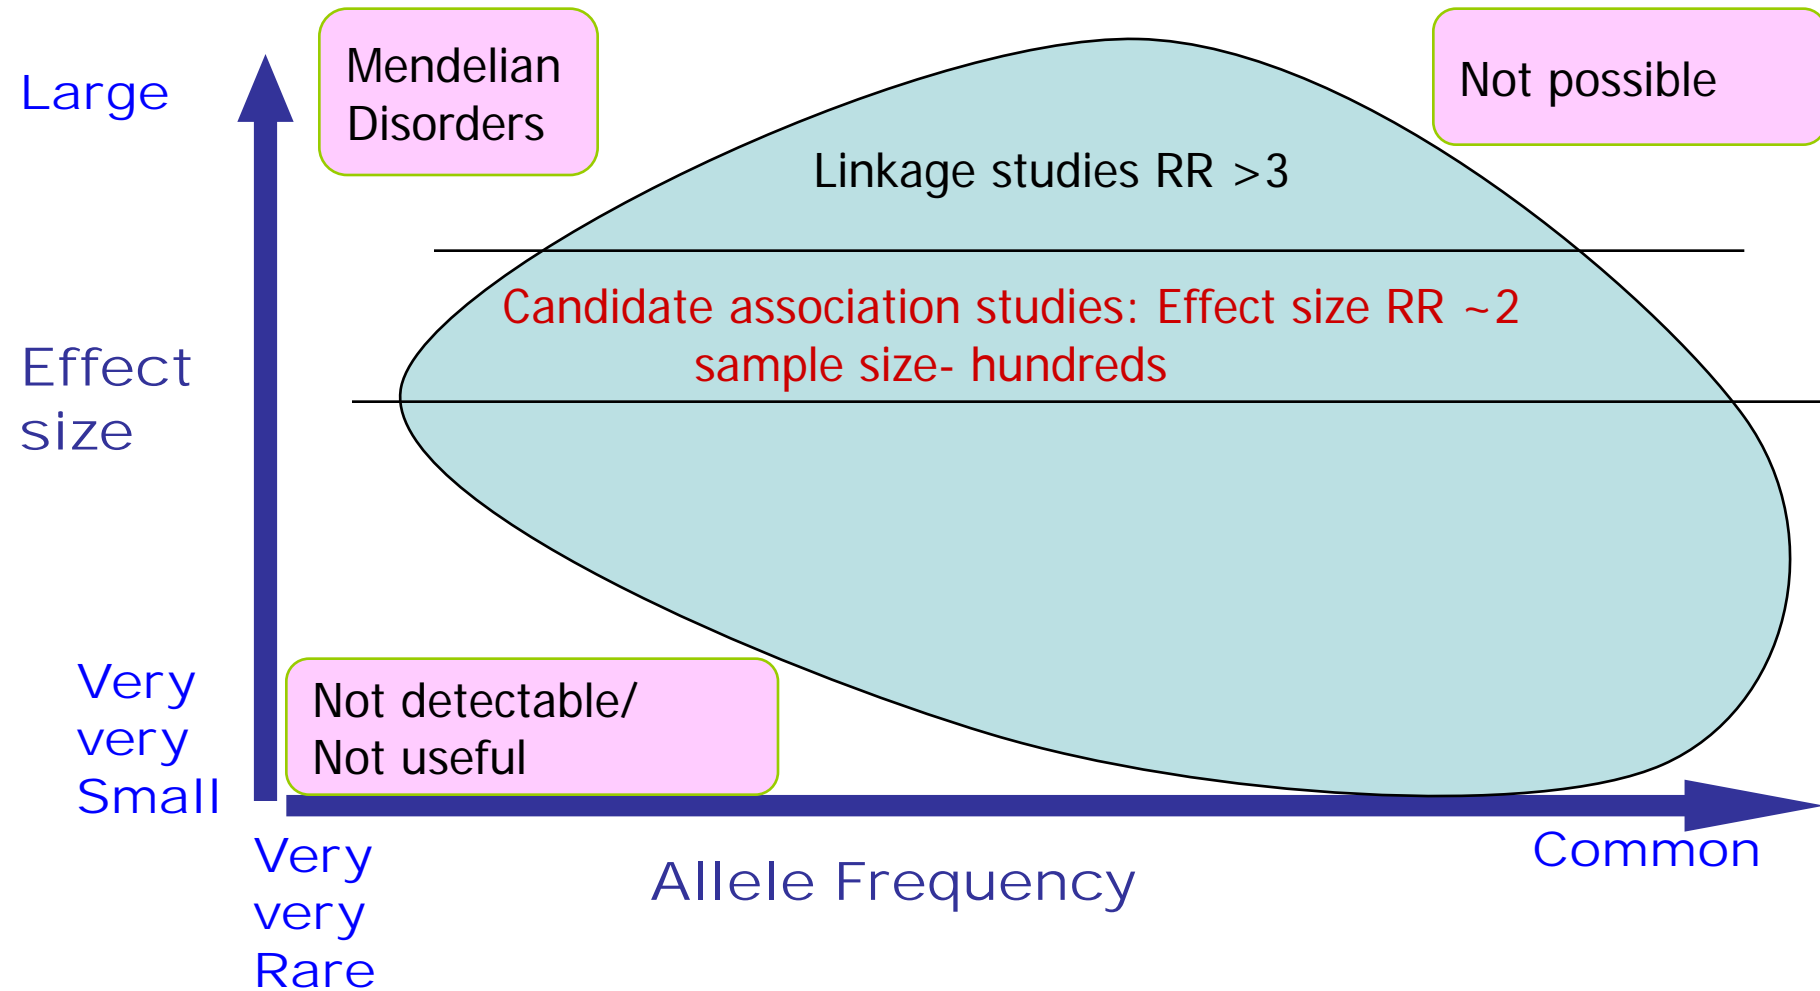 Large
Mendelian
Disorders
Not possible
Linkage studies RR >3
Candidate association studies: Effect size RR ~2
sample size- hundreds
Effect
size
Very
very
Small
Not detectable/
Not useful
Very
very
Rare
Allele Frequency
Common